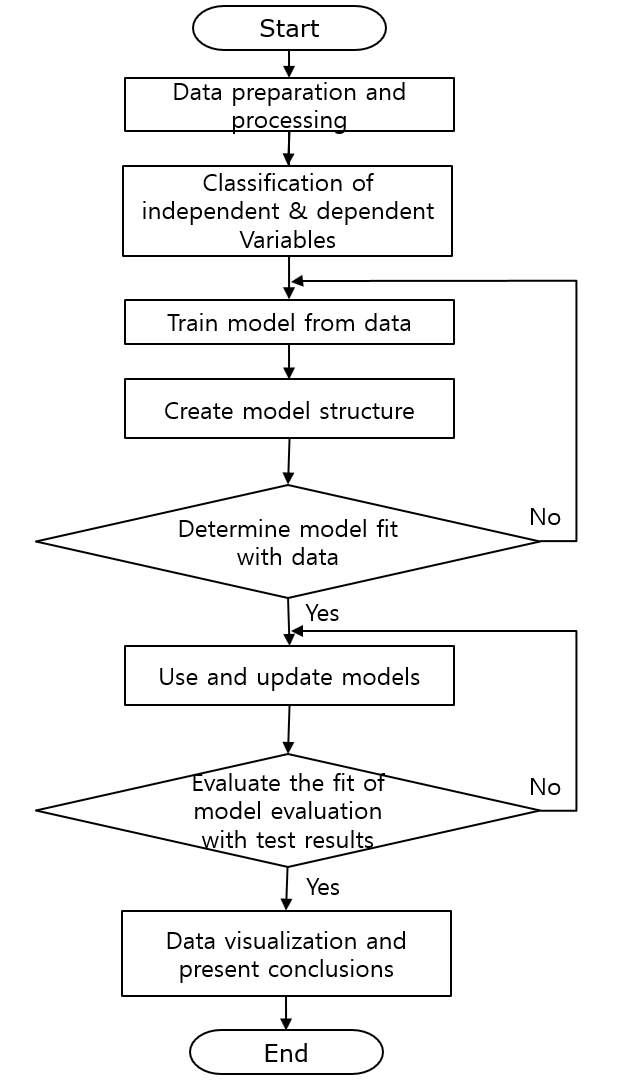 Start
Data preparation and
processing
Classification of
independent & dependent
Variables
Train model from data
Create model structure
Determine model fit
with data
No
Yes
Use and update models
Evaluate the fit of
model evaluation
with test results
No
Yes
Data visualization and
present conclusions
End